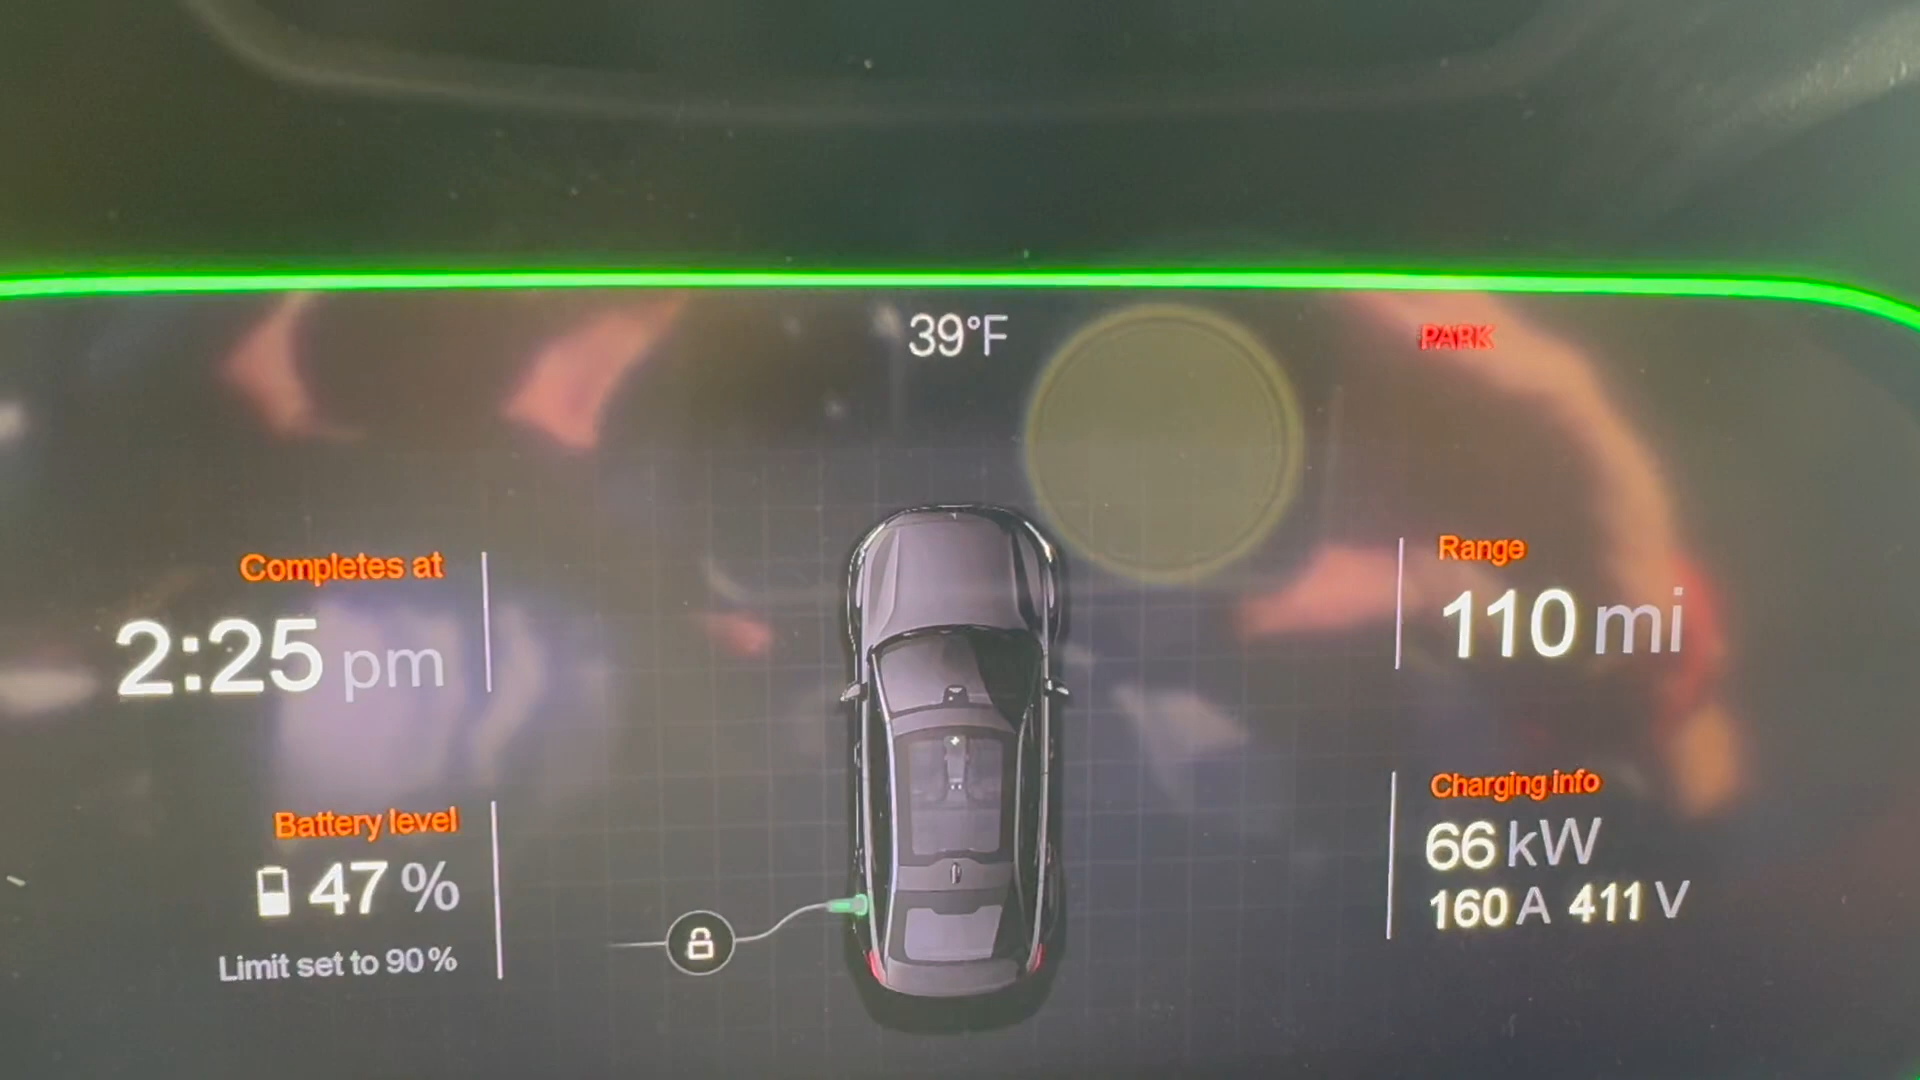 39°F
PARK
Completes at
2:25 pm
Battery level
47 %
Limit set to 90%
Range
110 mi
Charging info
66 kW
160 A 411 V